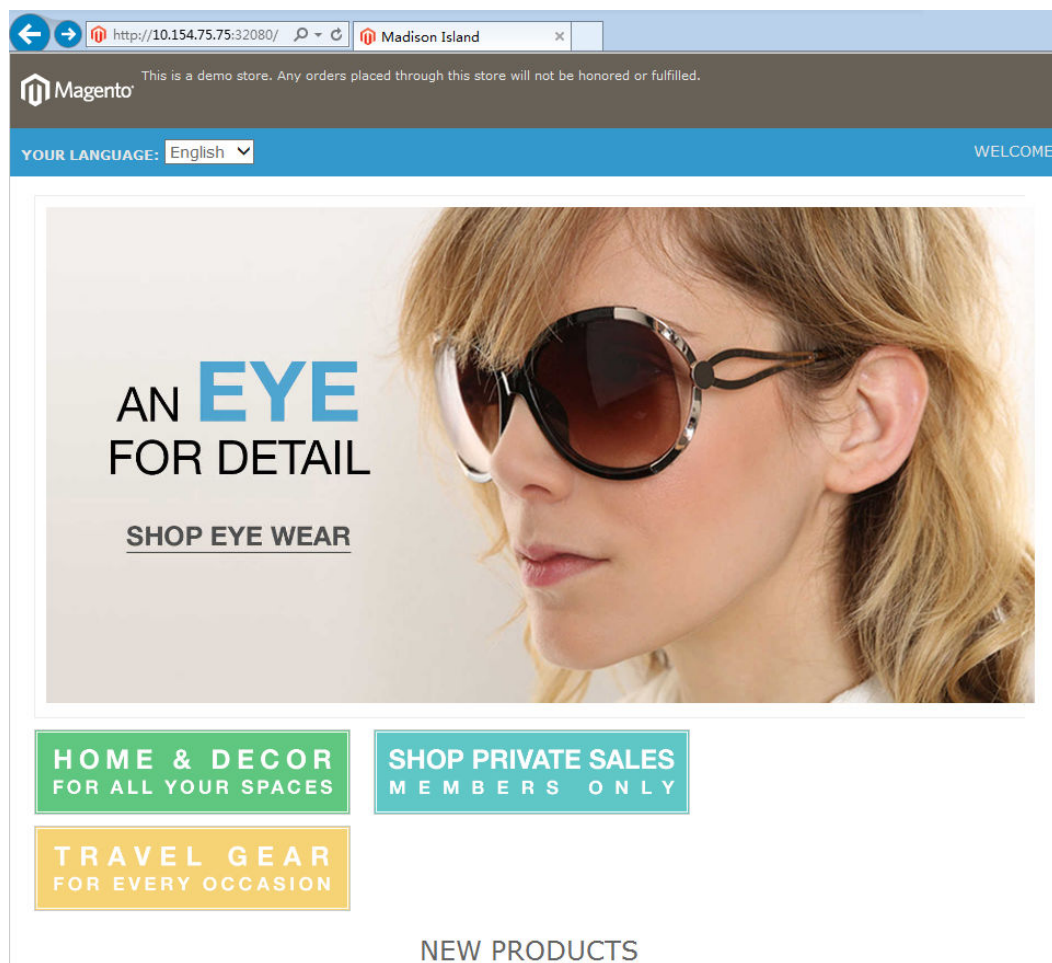 http://10.154.75.75:32080/
Madison Island
Magento
This is a demo store. Any orders placed through this store will not be honored or fulfilled.
YOUR LANGUAGE: English
WELCOME
AN EYE
FOR DETAIL
SHOP EYE WEAR
HOME & DECOR
FOR ALL YOUR SPACES
SHOP PRIVATE SALES
MEMBERS ONLY
TRAVEL GEAR
FOR EVERY OCCASION
NEW PRODUCTS